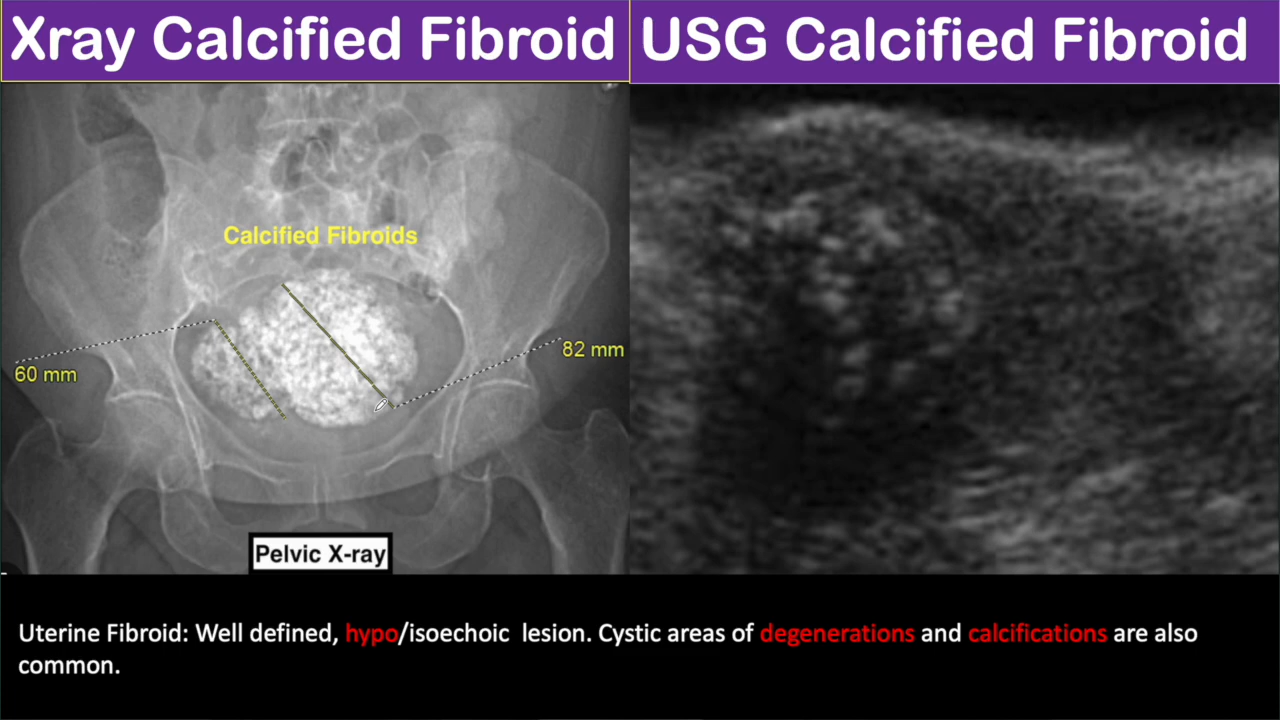 Xray Calcified Fibroid
USG Calcified Fibroid
Calcified Fibroids
60 mm
82 mm
Pelvic X-ray
Uterine Fibroid: Well defined, hypo/isoechoic lesion. Cystic areas of degenerations and calcifications are also
common.